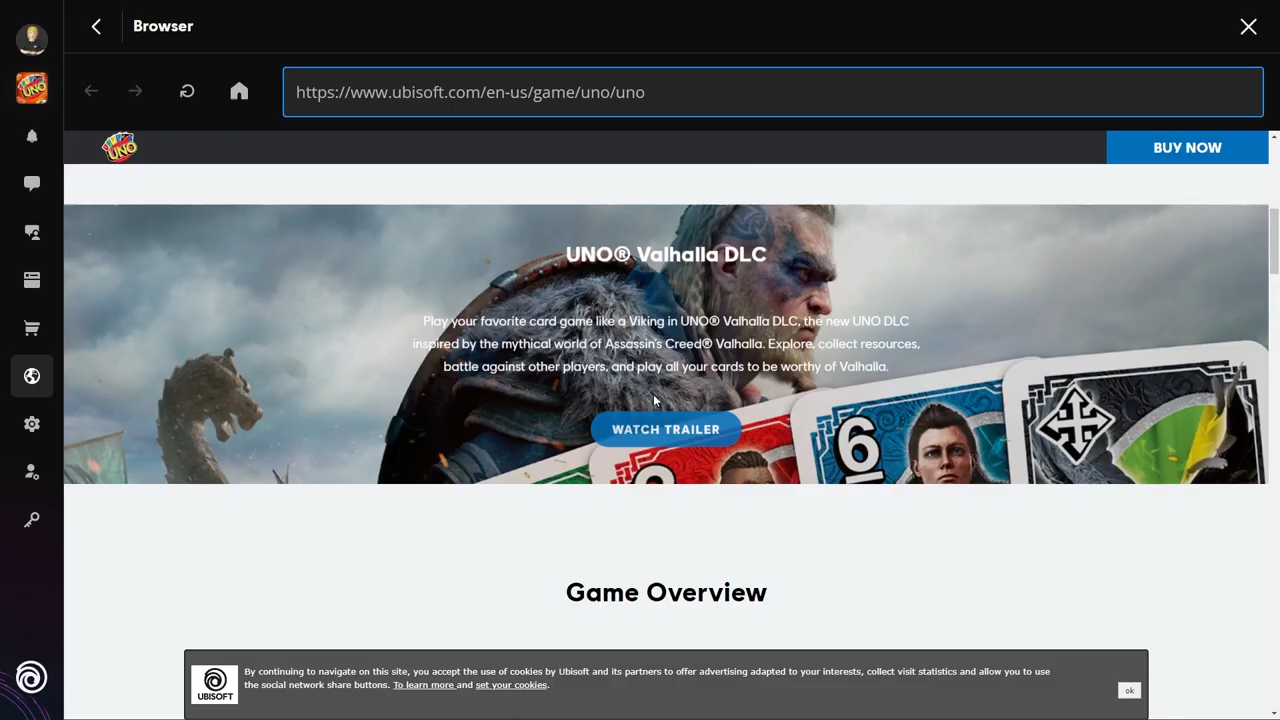 Browser
https://www.ubisoft.com/en-us/game/uno/uno
UNO
BUY NOW
UNO® Valhalla DLC
Play your favorite card game like a Viking in UNO® Valhalla DLC, the new UNO DLC
inspired by the mythical world of Assassin's Creed® Valhalla. Explore, collect resources,
battle against other players, and play all your cards to be worthy of Valhalla.
WATCH TRAILER
6
Game Overview
By continuing to navigate on this site, you accept the use of cookies by Ubisoft and its partners to offer advertising adapted to your interests, collect visit statistics and allow you to use
the social network share buttons. To learn more and set your cookies.
UBISOFT
ok